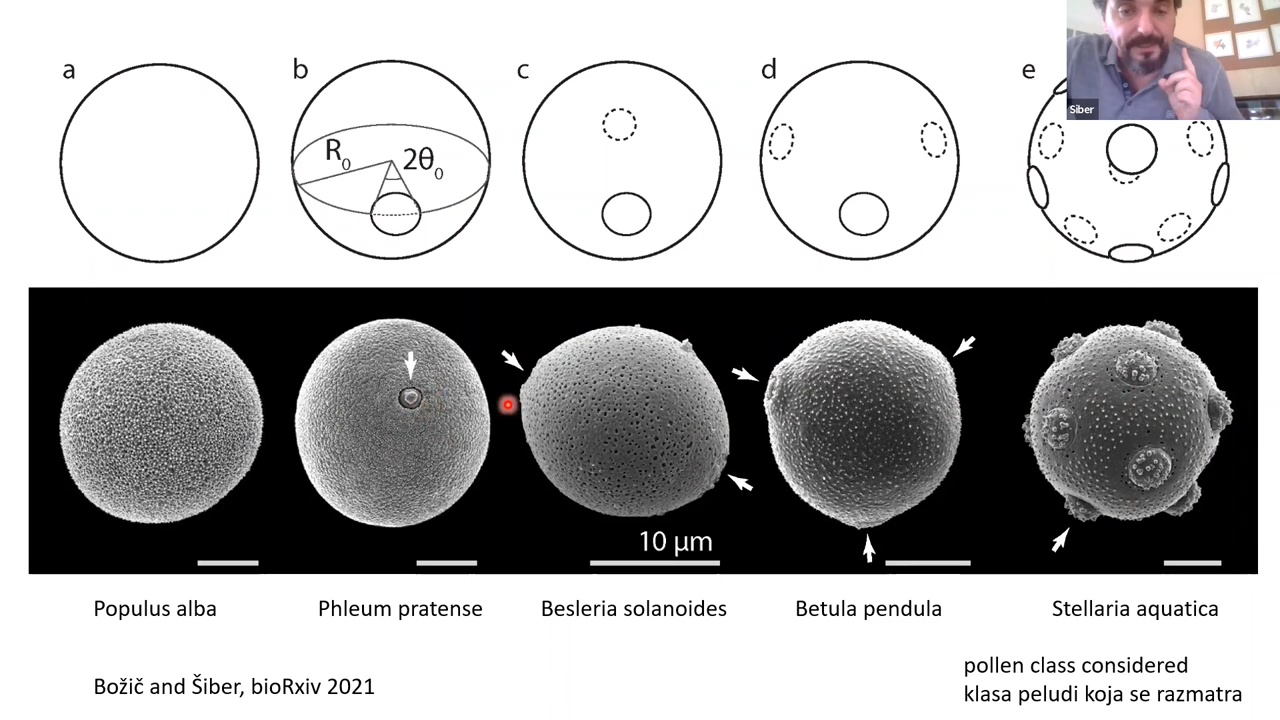 a
b
c
d
e
Siber
R₀
2θ₀
10 µm
Populus alba
Phleum pratense
Besleria solanoides
Betula pendula
Stellaria aquatica
Božič and Šiber, bioRxiv 2021
pollen class considered
klasa peludi koja se razmatra